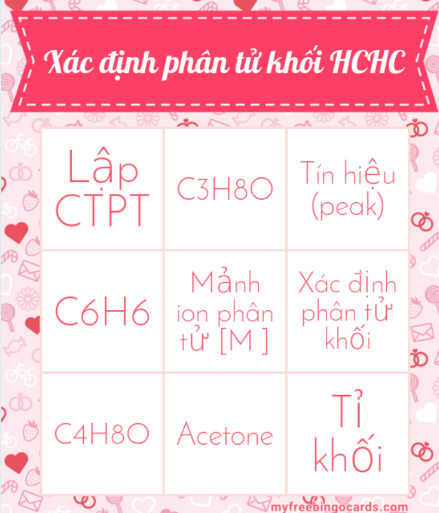 Xác định phân tử khối HCHC
Lập
CTPT
C3H8O
Tín hiệu
(peak)
C6H6
Mảnh
ion phân
tử [M ]
Xác định
phân tử
khối
C4H8O
Acetone
Tỉ
khối
myfreebingocards.com